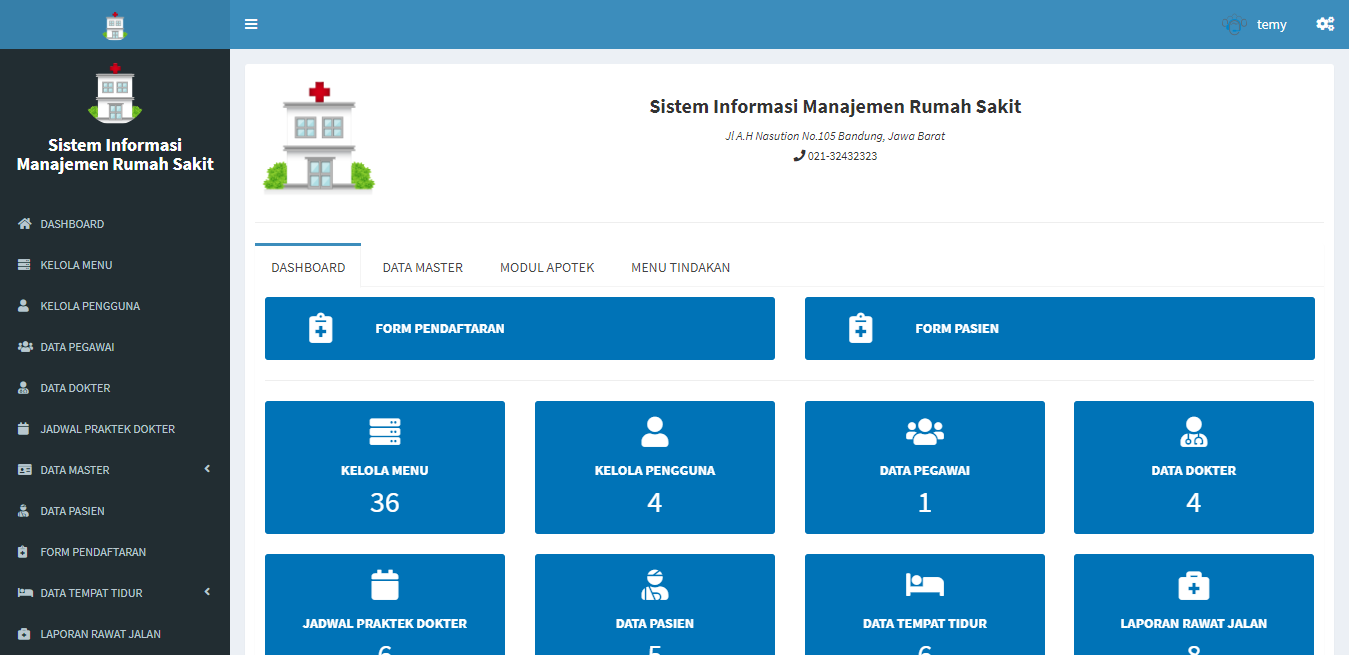 temy
Sistem Informasi
Manajemen Rumah Sakit
DASHBOARD
KELOLA MENU
KELOLA PENGGUNA
DATA PEGAWAI
DATA DOKTER
JADWAL PRAKTEK DOKTER
DATA MASTER
DATA PASIEN
FORM PENDAFTARAN
DATA TEMPAT TIDUR
LAPORAN RAWAT JALAN
Sistem Informasi Manajemen Rumah Sakit
Jl A.H Nasution No.105 Bandung, Jawa Barat
021-32432323
DASHBOARD DATA MASTER MODUL APOTEK MENU TINDAKAN
FORM PENDAFTARAN FORM PASIEN
KELOLA MENU KELOLA PENGGUNA DATA PEGAWAI DATA DOKTER
36 4 1 4
JADWAL PRAKTEK DOKTER DATA PASIEN DATA TEMPAT TIDUR LAPORAN RAWAT JALAN
6 5 6 8